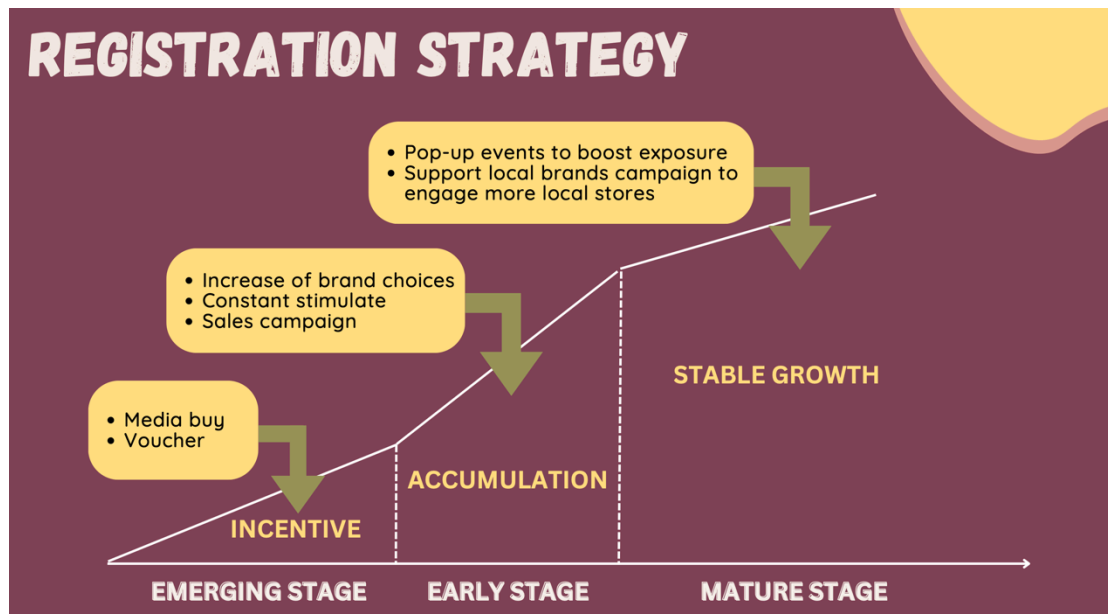 REGISTRATION STRATEGY
• Pop-up events to boost exposure
• Support local brands campaign to
engage more local stores
• Increase of brand choices
• Constant stimulate
• Sales campaign
• Media buy
• Voucher
STABLE GROWTH
ACCUMULATION
INCENTIVE
EMERGING STAGE
EARLY STAGE
MATURE STAGE